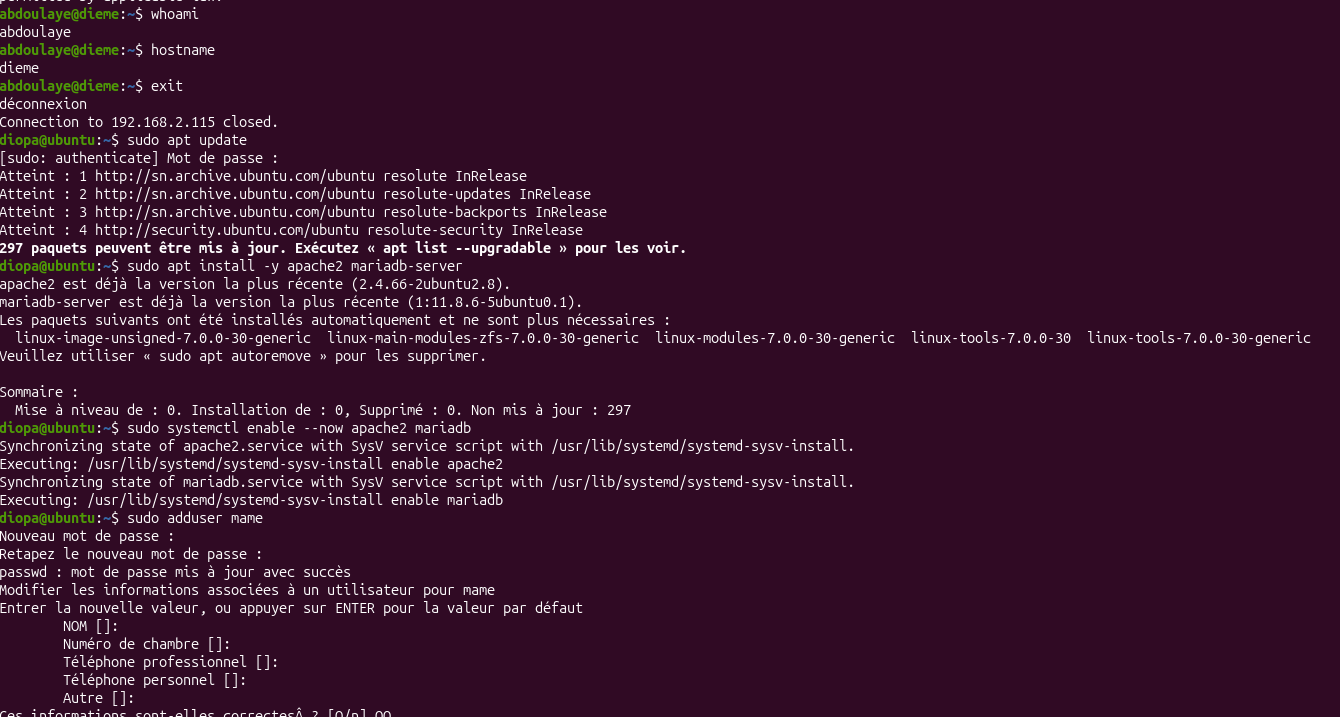 abdoulaye@dieme:~$ whoami
abdoulaye
abdoulaye@dieme:~$ hostname
dieme
abdoulaye@dieme:~$ exit
déconnexion
Connection to 192.168.2.115 closed.
diopa@ubuntu:~$ sudo apt update
[sudo: authenticate] Mot de passe :
Atteint : 1 http://sn.archive.ubuntu.com/ubuntu resolute InRelease
Atteint : 2 http://sn.archive.ubuntu.com/ubuntu resolute-updates InRelease
Atteint : 3 http://sn.archive.ubuntu.com/ubuntu resolute-backports InRelease
Atteint : 4 http://security.ubuntu.com/ubuntu resolute-security InRelease
297 paquets peuvent être mis à jour. Exécutez « apt list --upgradable » pour les voir.
diopa@ubuntu:~$ sudo apt install -y apache2 mariadb-server
apache2 est déjà la version la plus récente (2.4.66-2ubuntu2.8).
mariadb-server est déjà la version la plus récente (1:11.8.6-5ubuntu0.1).
Les paquets suivants ont été installés automatiquement et ne sont plus nécessaires :
  linux-image-unsigned-7.0.0-30-generic  linux-main-modules-zfs-7.0.0-30-generic  linux-modules-7.0.0-30-generic  linux-tools-7.0.0-30  linux-tools-7.0.0-30-generic
Veuillez utiliser « sudo apt autoremove » pour les supprimer.

Sommaire :
  Mise à niveau de : 0. Installation de : 0, Supprimé : 0. Non mis à jour : 297
diopa@ubuntu:~$ sudo systemctl enable --now apache2 mariadb
Synchronizing state of apache2.service with SysV service script with /usr/lib/systemd/systemd-sysv-install.
Executing: /usr/lib/systemd/systemd-sysv-install enable apache2
Synchronizing state of mariadb.service with SysV service script with /usr/lib/systemd/systemd-sysv-install.
Executing: /usr/lib/systemd/systemd-sysv-install enable mariadb
diopa@ubuntu:~$ sudo adduser mame
Nouveau mot de passe :
Retapez le nouveau mot de passe :
passwd : mot de passe mis à jour avec succès
Modifier les informations associées à un utilisateur pour mame
Entrer la nouvelle valeur, ou appuyer sur ENTER pour la valeur par défaut
        NOM []:
        Numéro de chambre []:
        Téléphone professionnel []:
        Téléphone personnel []:
        Autre []:
Ces informations sont-elles correctesÂ ? [O/n]